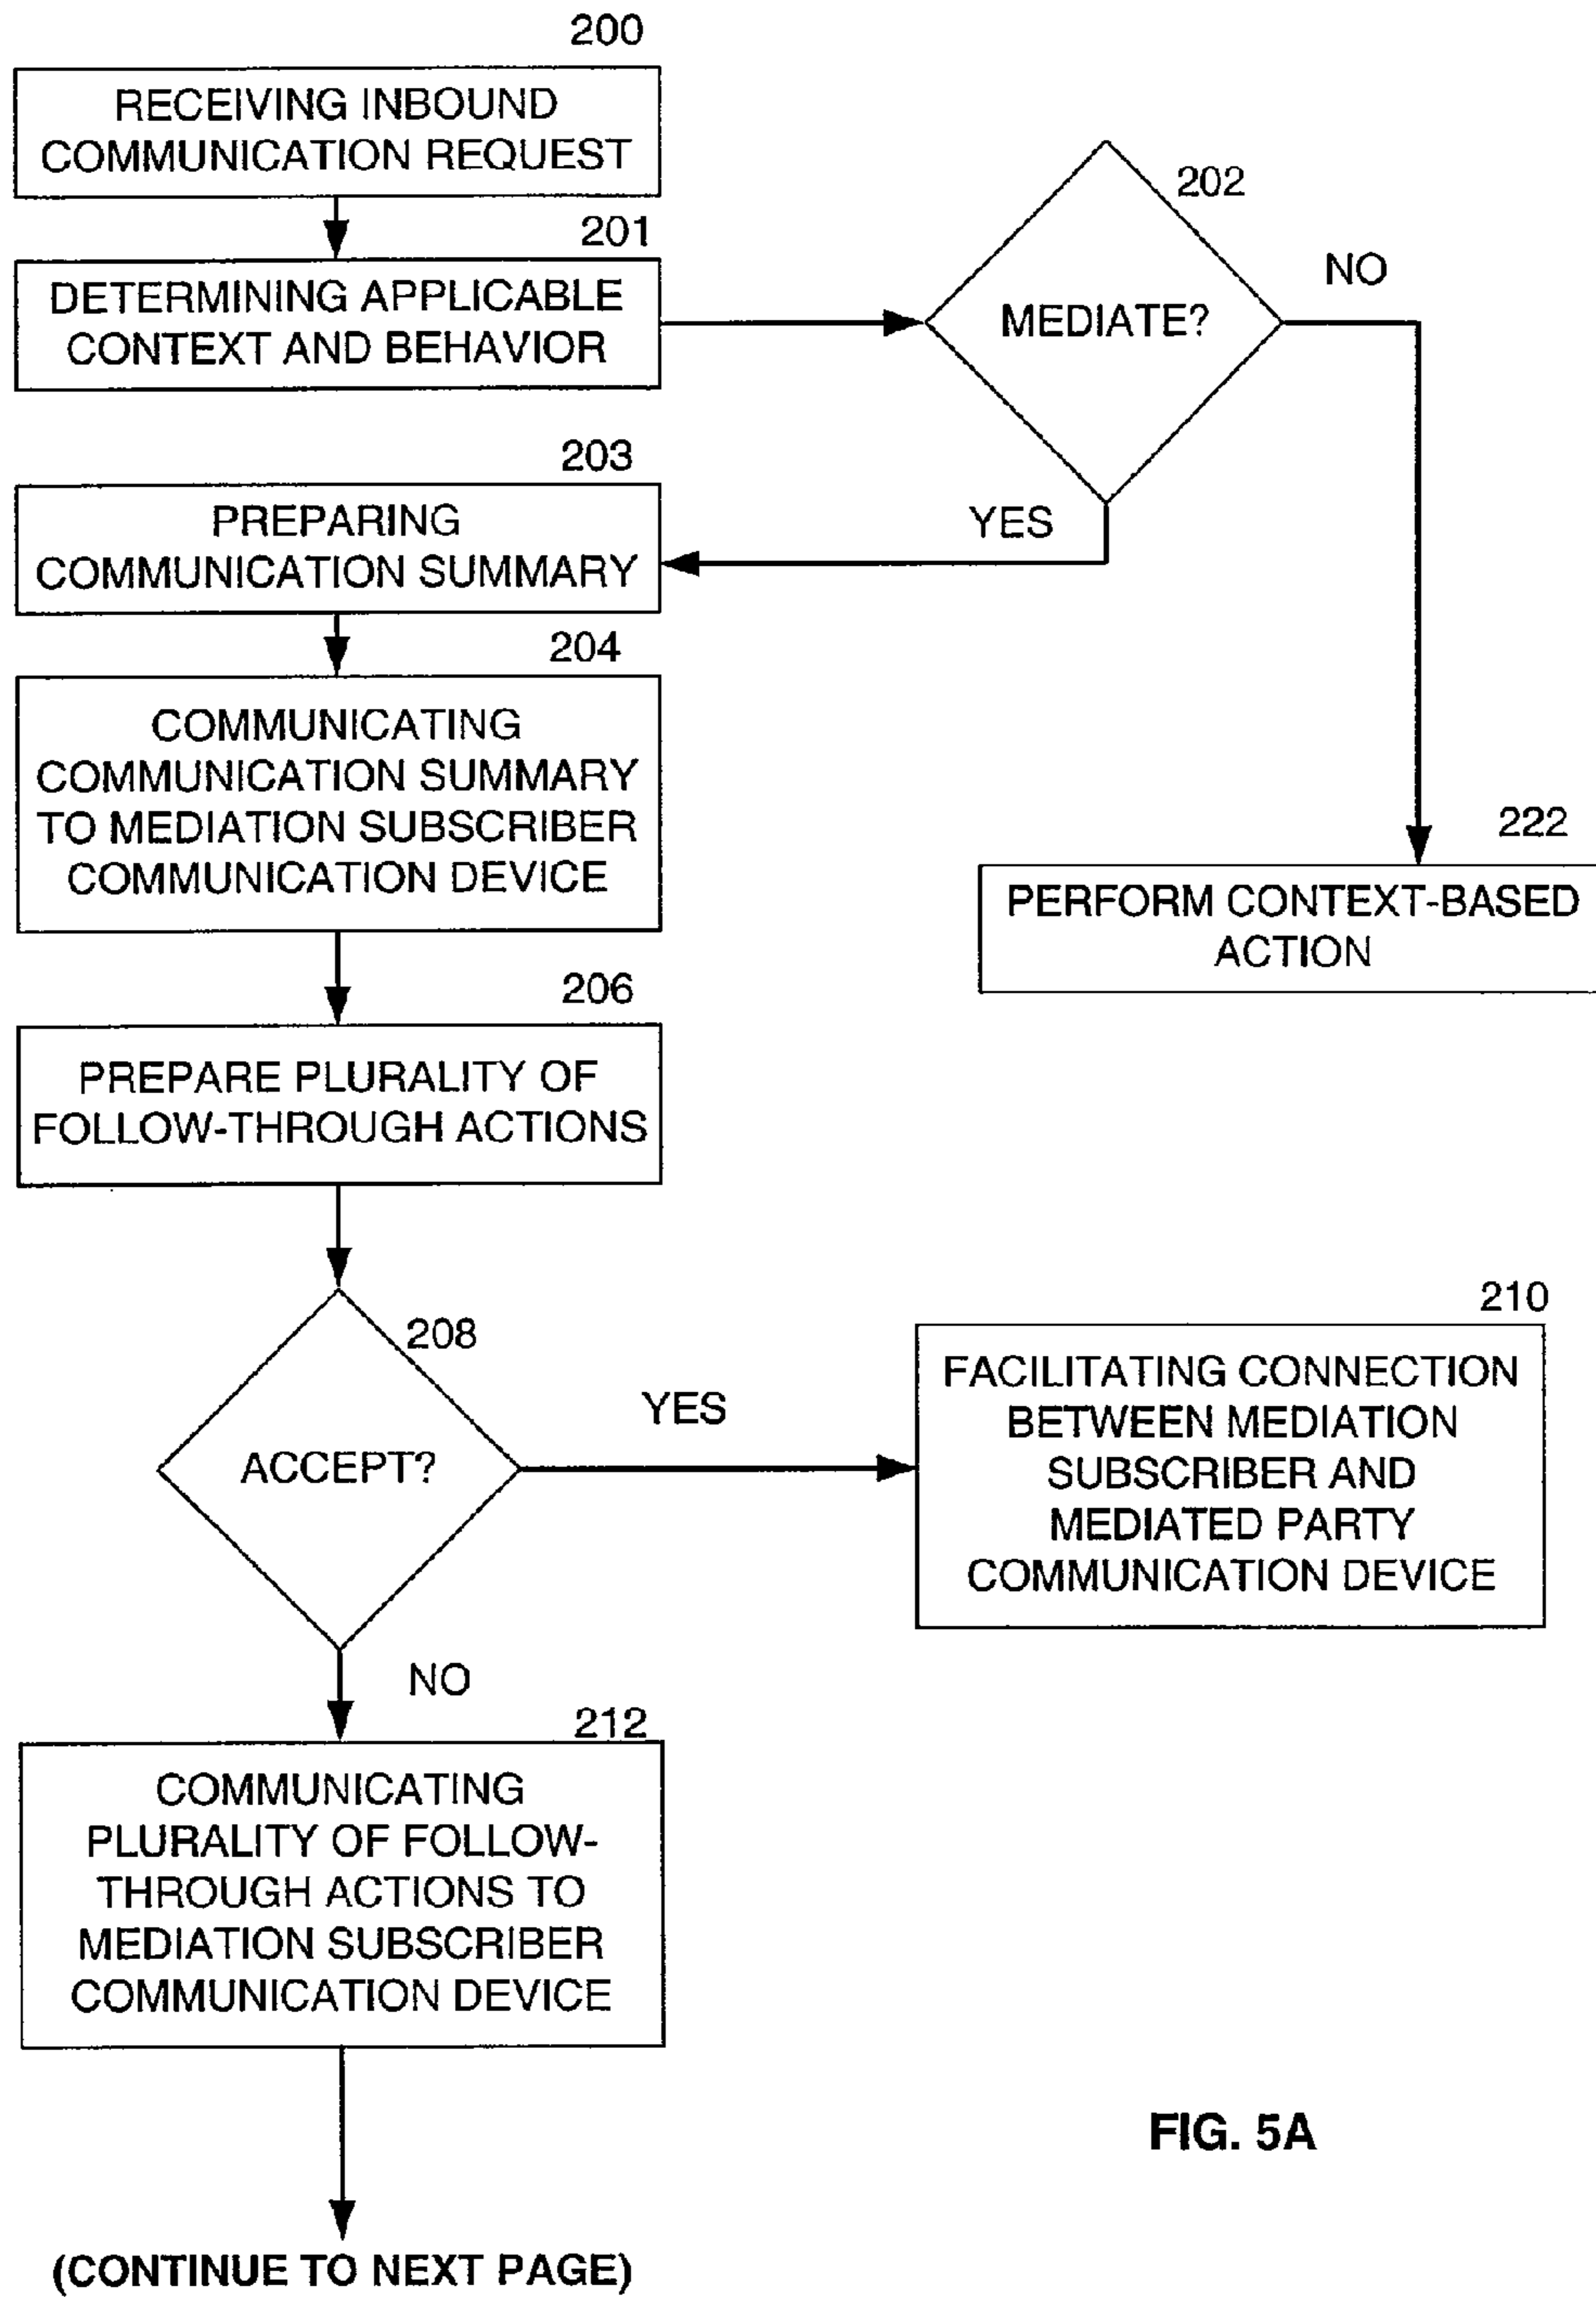 200
RECEIVING INBOUND
COMMUNICATION REQUEST
201
DETERMINING APPLICABLE
CONTEXT AND BEHAVIOR
202
MEDIATE?
NO
YES
203
PREPARING
COMMUNICATION SUMMARY
204
COMMUNICATING
COMMUNICATION SUMMARY
TO MEDIATION SUBSCRIBER
COMMUNICATION DEVICE
222
PERFORM CONTEXT-BASED
ACTION
206
PREPARE PLURALITY OF
FOLLOW-THROUGH ACTIONS
208
ACCEPT?
YES
210
FACILITATING CONNECTION
BETWEEN MEDIATION
SUBSCRIBER AND
MEDIATED PARTY
COMMUNICATION DEVICE
NO
212
COMMUNICATING
PLURALITY OF FOLLOW-
THROUGH ACTIONS TO
MEDIATION SUBSCRIBER
COMMUNICATION DEVICE
FIG. 5A
(CONTINUE TO NEXT PAGE)